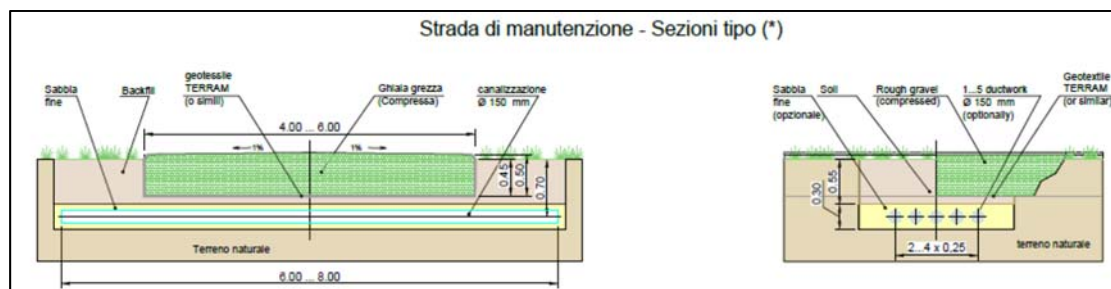 Strada di manutenzione - Sezioni tipo (*)
Sabbia
fine
Backfill
geotessile
TERRAM
(o simili)
Ghiaia grezza
(Compressa)
canalizzazione
Ø 150 mm
4.00 ... 6.00
1%
1%
0.45
0.50
0.70
Terreno naturale
6.00 ... 8.00
Sabbia
fine
(opzionale)
Soil
Rough gravel
(compressed)
1...5 ductwork
Ø 150 mm
(optionally)
Geotextile
TERRAM
(or similar)
0.30
0.55
2...4 x 0,25
terreno naturale